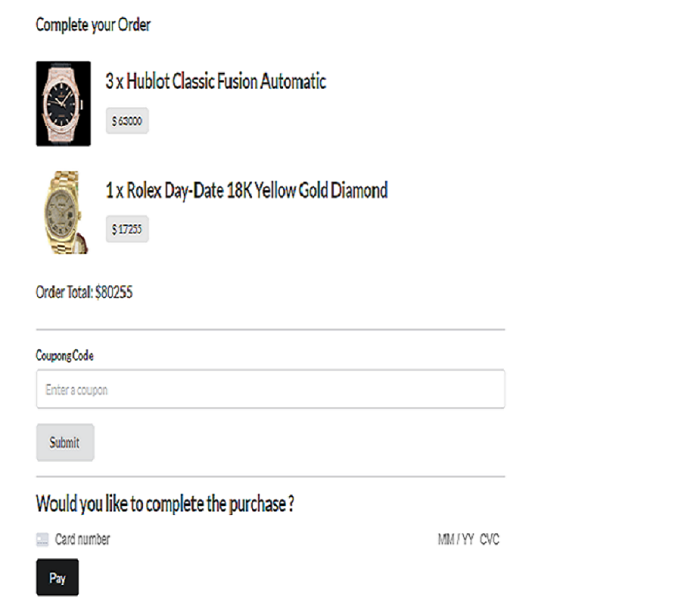 Complete your Order
3 x Hublot Classic Fusion Automatic
$ 63000
1 x Rolex Day-Date 18K Yellow Gold Diamond
$ 17255
Order Total: $80255
Coupong Code
Enter a coupon
Submit
Would you like to complete the purchase ?
Card number MM / YY CVC
Pay